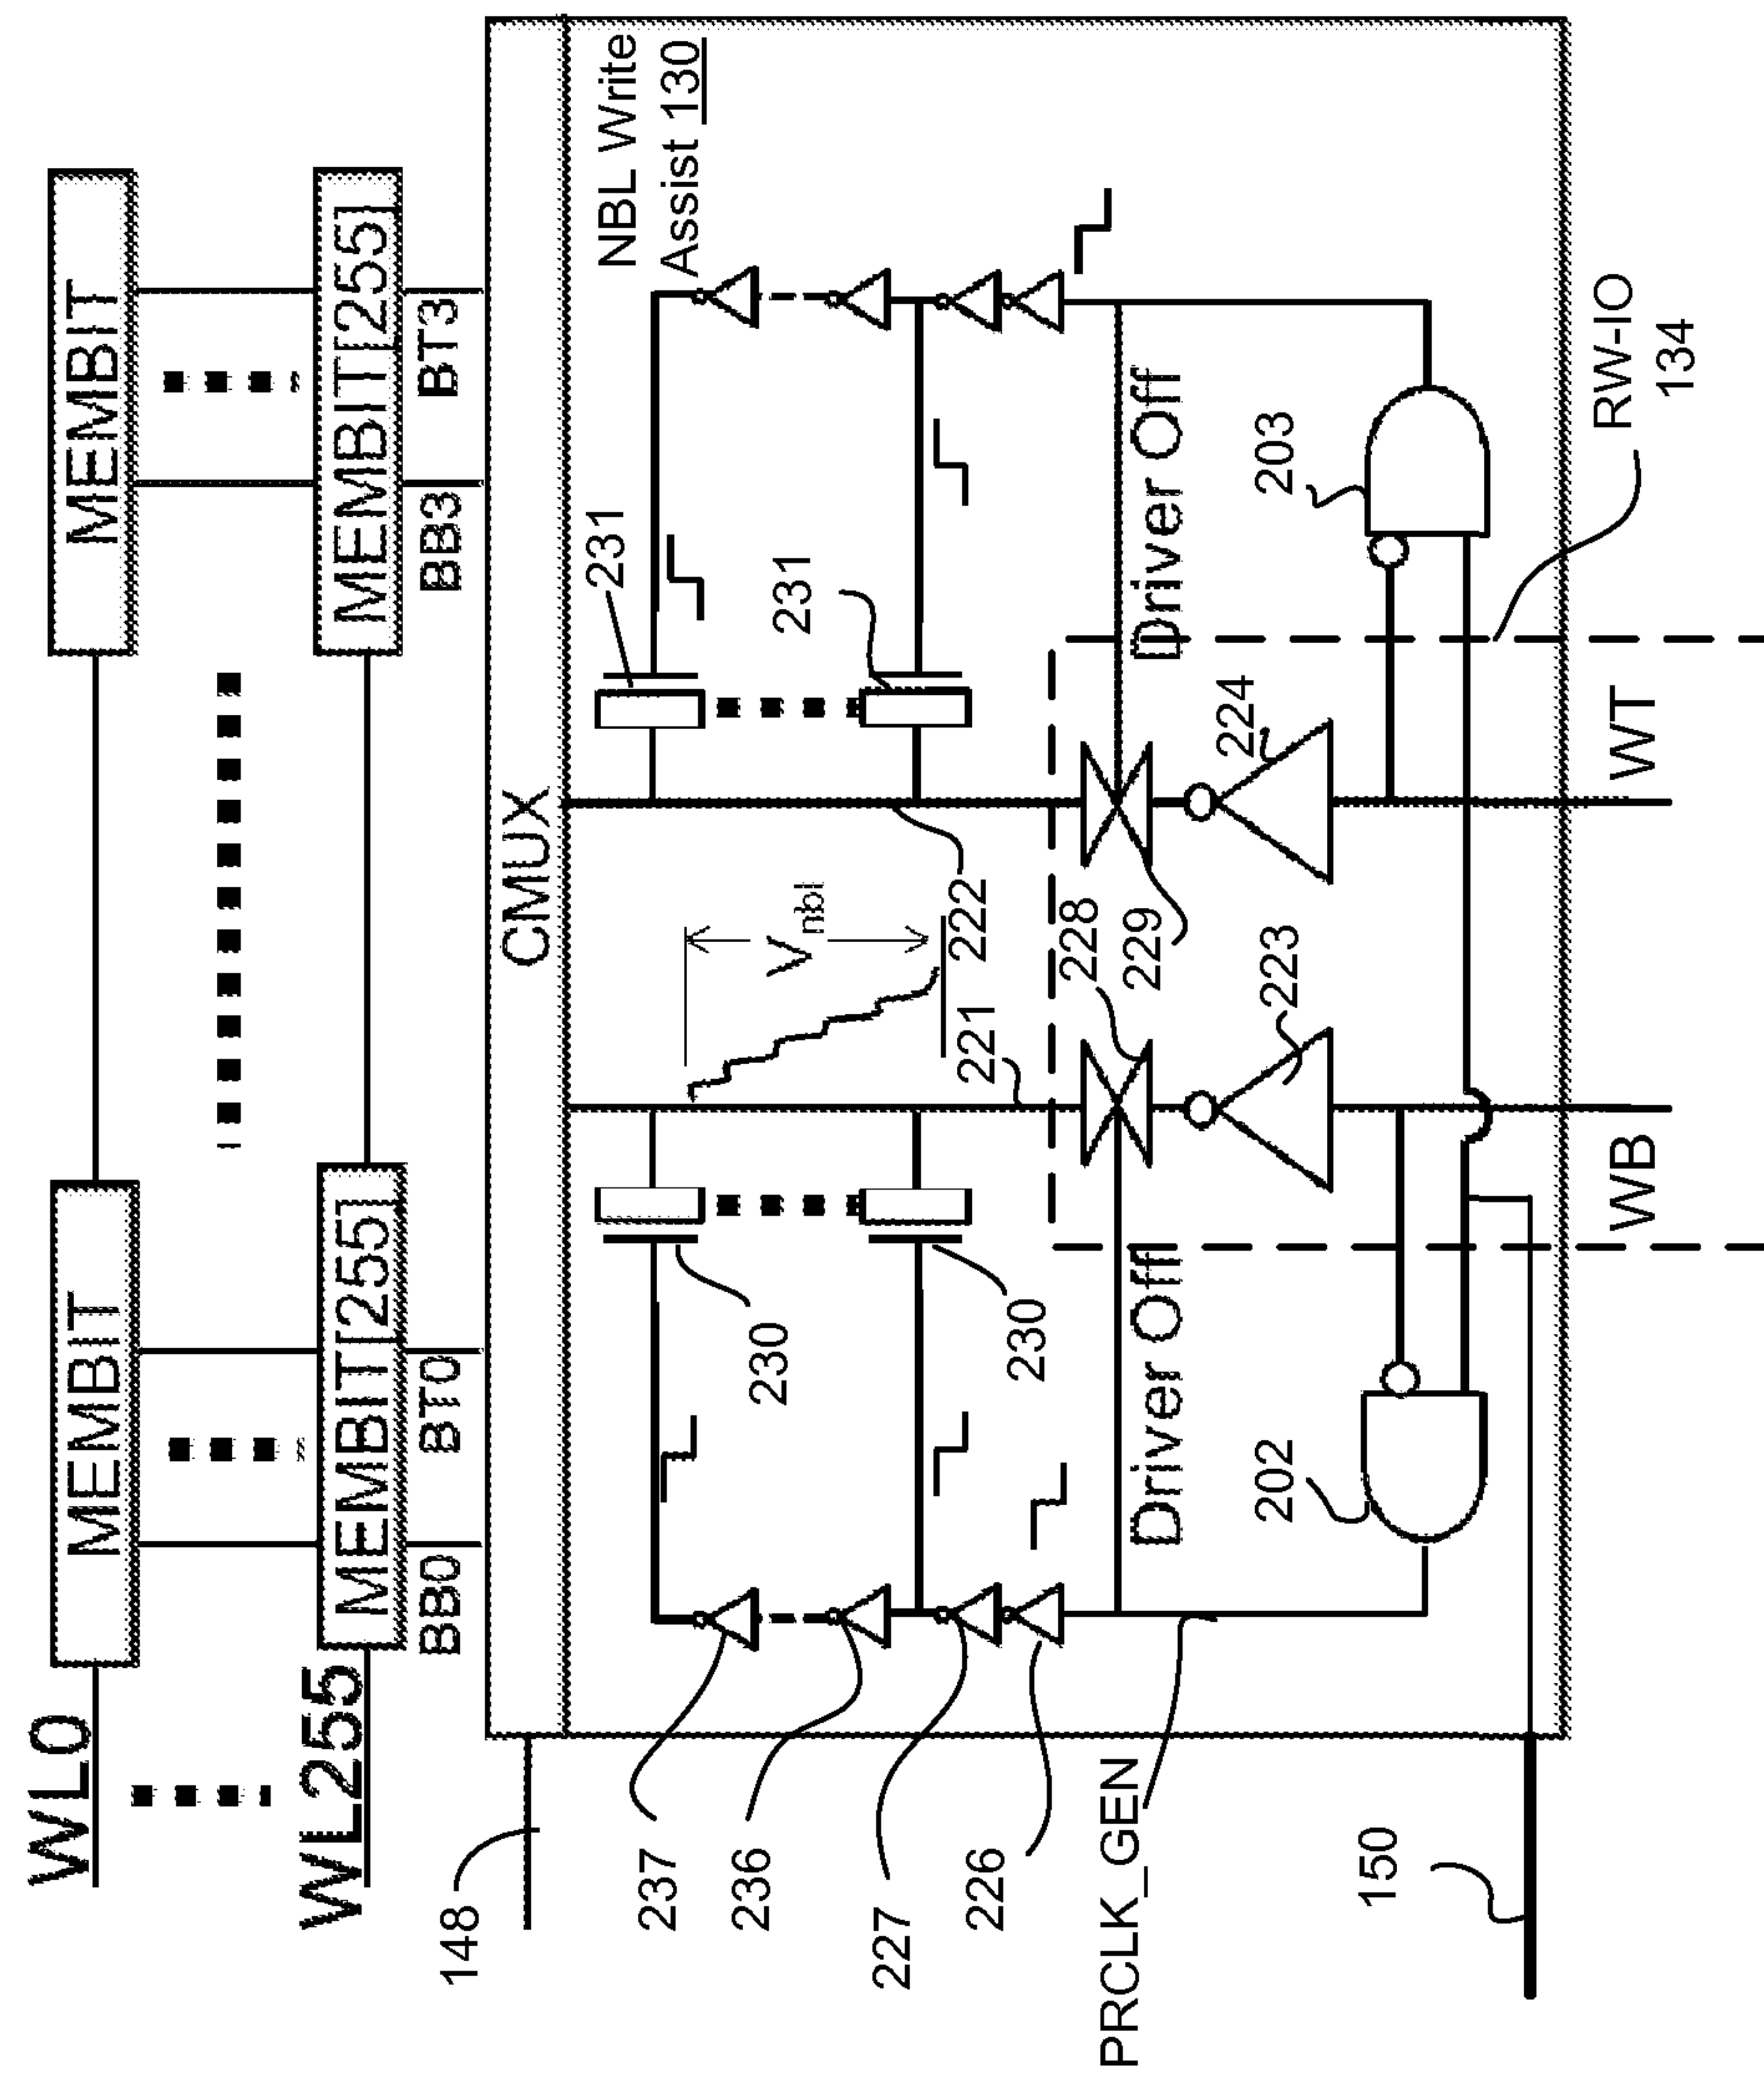 WL0
MEMBIT
MEMBIT
WL255
MEMBIT[255]
MEMBIT[255]
BB0
BT0
BB3
BT3
148
CMUX
NBL Write
Assist 130
231
237
236
230
Vnbl
231
227
226
230
221
222
228
229
PRCLK_GEN
Driver Off
Driver Off
224
202
223
203
150
RW-IO
134
WB
WT